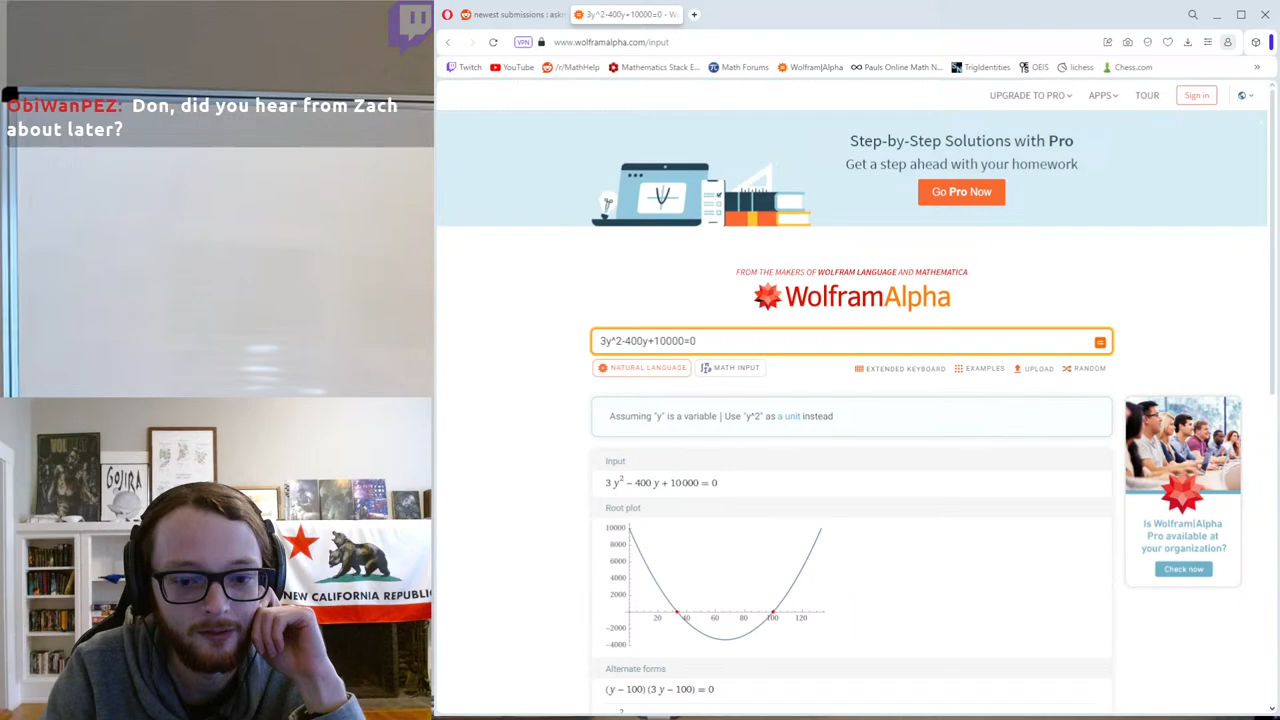 ObiWanPEZ: Don, did you hear from Zach
about later?
newest submissions : ask
3y^2-400y+10000=0 - W
www.wolframalpha.com/input
VPN
Twitch
YouTube
/r/MathHelp
Mathematics Stack E...
Math Forums
Wolfram|Alpha
Pauls Online Math N...
TrigIdentities
OEIS
lichess
Chess.com
UPGRADE TO PRO
APPS
TOUR
Sign in
Step-by-Step Solutions with Pro
Get a step ahead with your homework
Go Pro Now
FROM THE MAKERS OF WOLFRAM LANGUAGE AND MATHEMATICA
WolframAlpha
3y^2-400y+10000=0
NATURAL LANGUAGE
MATH INPUT
EXTENDED KEYBOARD
EXAMPLES
UPLOAD
RANDOM
Assuming "y" is a variable | Use "y^2" as a unit instead
Input
3 y² − 400 y + 10000 = 0
Root plot
10000
8000
6000
4000
2000
−2000
−4000
20 40 60 80 100 120
Alternate forms
(y − 100) (3 y − 100) = 0
Is Wolfram|Alpha
Pro available at
your organization?
Check now
GOJIRA
NEW CALIFORNIA REPUBLIC